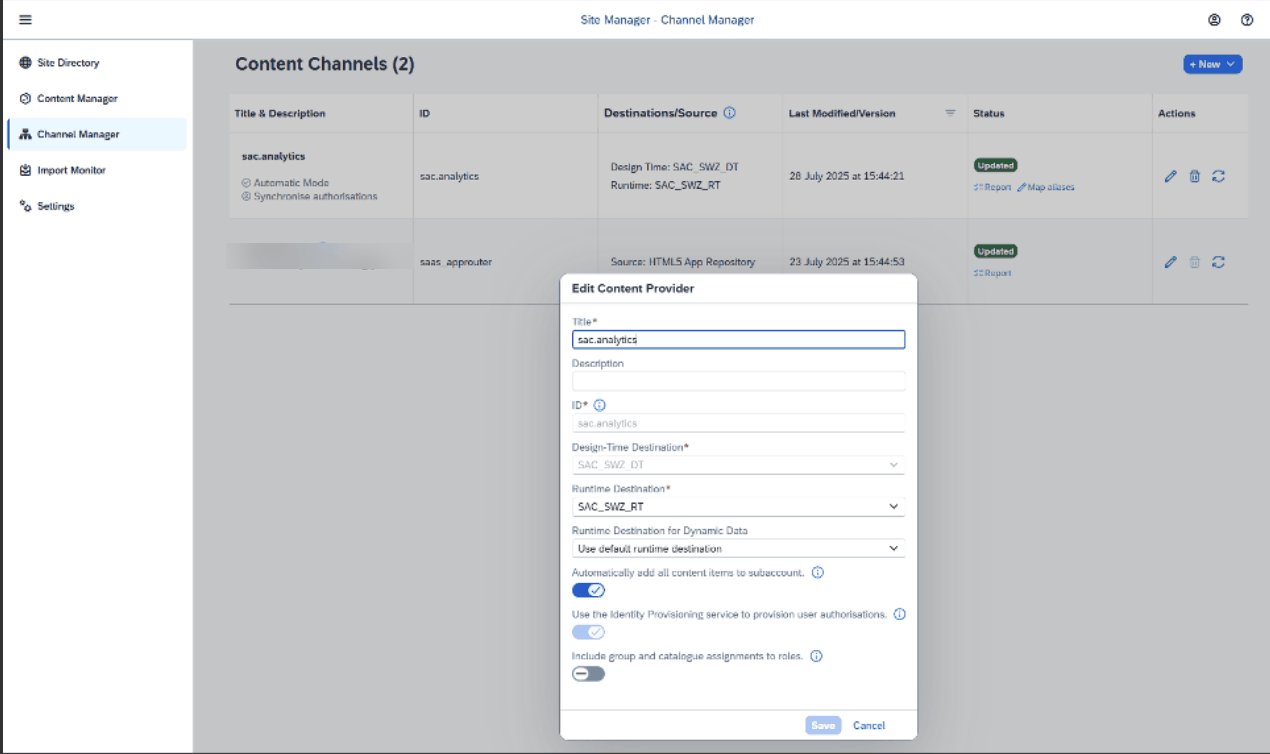 Site Manager - Channel Manager
Site Directory
Content Manager
Channel Manager
Import Monitor
Settings
Content Channels (2)
+ New
Title & Description
ID
Destinations/Source
Last Modified/Version
Status
Actions
sac.analytics
Automatic Mode
Synchronise authorisations
sac.analytics
Design Time: SAC_SWZ_DT
Runtime: SAC_SWZ_RT
28 July 2025 at 15:44:21
Updated
Report
Map aliases
saas_approuter
Source: HTML5 App Repository
23 July 2025 at 15:44:53
Updated
Report
Edit Content Provider
Title*
sac.analytics
Description
ID*
sac.analytics
Design-Time Destination*
SAC_SWZ_DT
Runtime Destination*
SAC_SWZ_RT
Runtime Destination for Dynamic Data
Use default runtime destination
Automatically add all content items to subaccount.
Use the Identity Provisioning service to provision user authorisations.
Include group and catalogue assignments to roles.
Save
Cancel